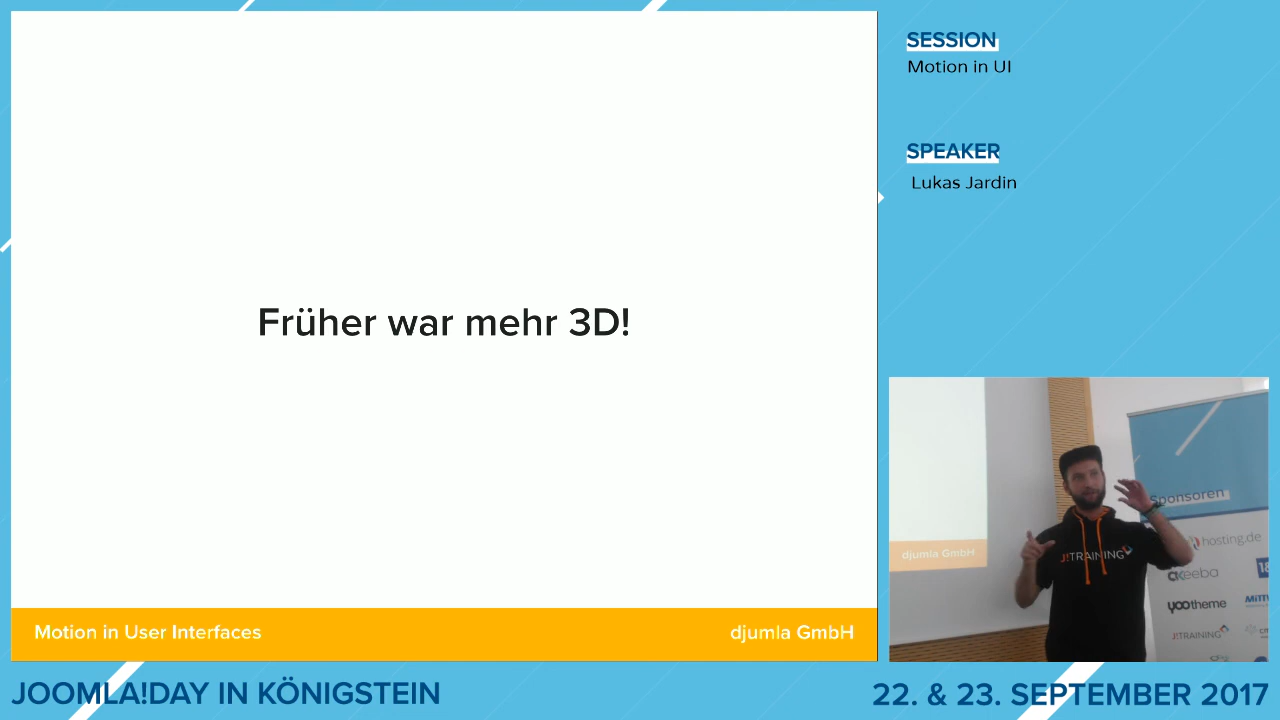 SESSION
Motion in UI
SPEAKER
Lukas Jardin
Früher war mehr 3D!
Motion in User Interfaces
djumla GmbH
djumla GmbH
J!TRAINING
Sponsoren
hosting.de
akeeba
yootheme
J!TRAINING
JOOMLA!DAY IN KÖNIGSTEIN
22. & 23. SEPTEMBER 2017